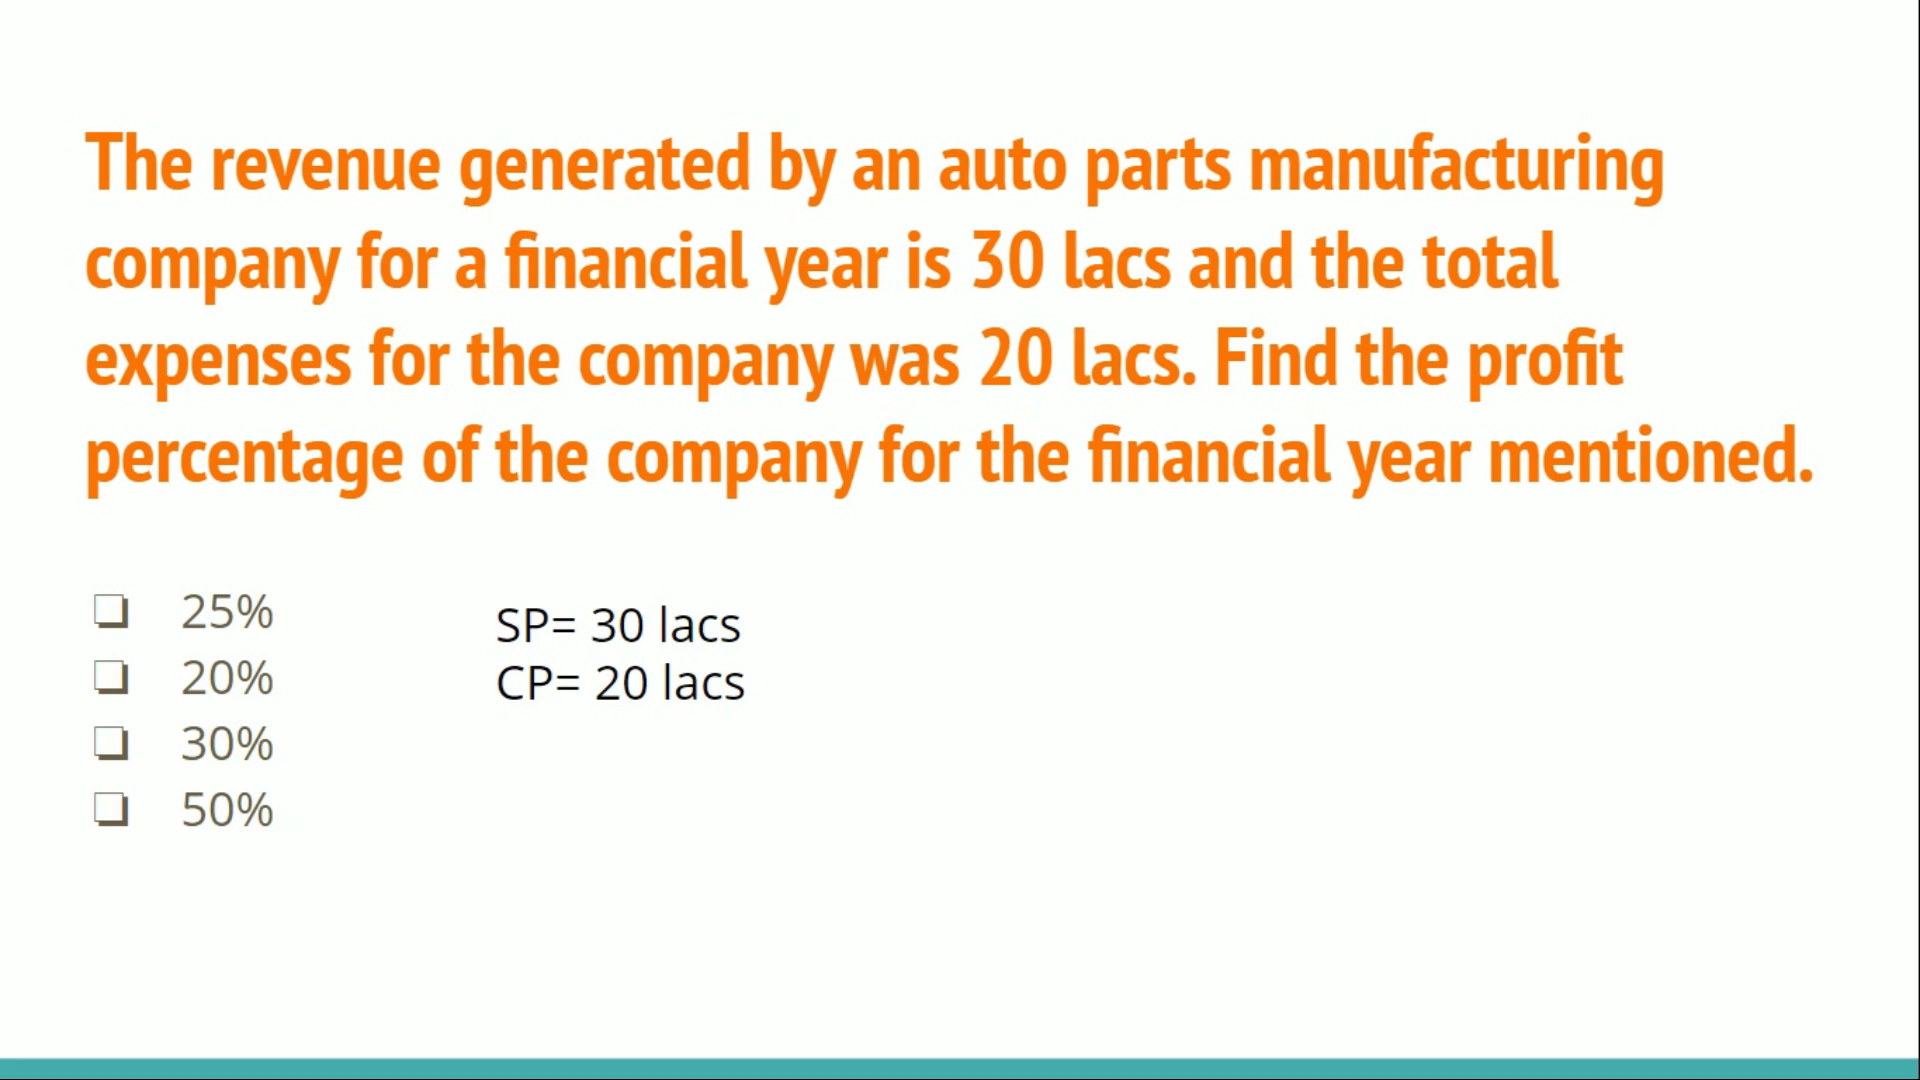 The revenue generated by an auto parts manufacturing
company for a financial year is 30 lacs and the total
expenses for the company was 20 lacs. Find the profit
percentage of the company for the financial year mentioned.
❏ 25%
❏ 20%
❏ 30%
❏ 50%
SP= 30 lacs
CP= 20 lacs